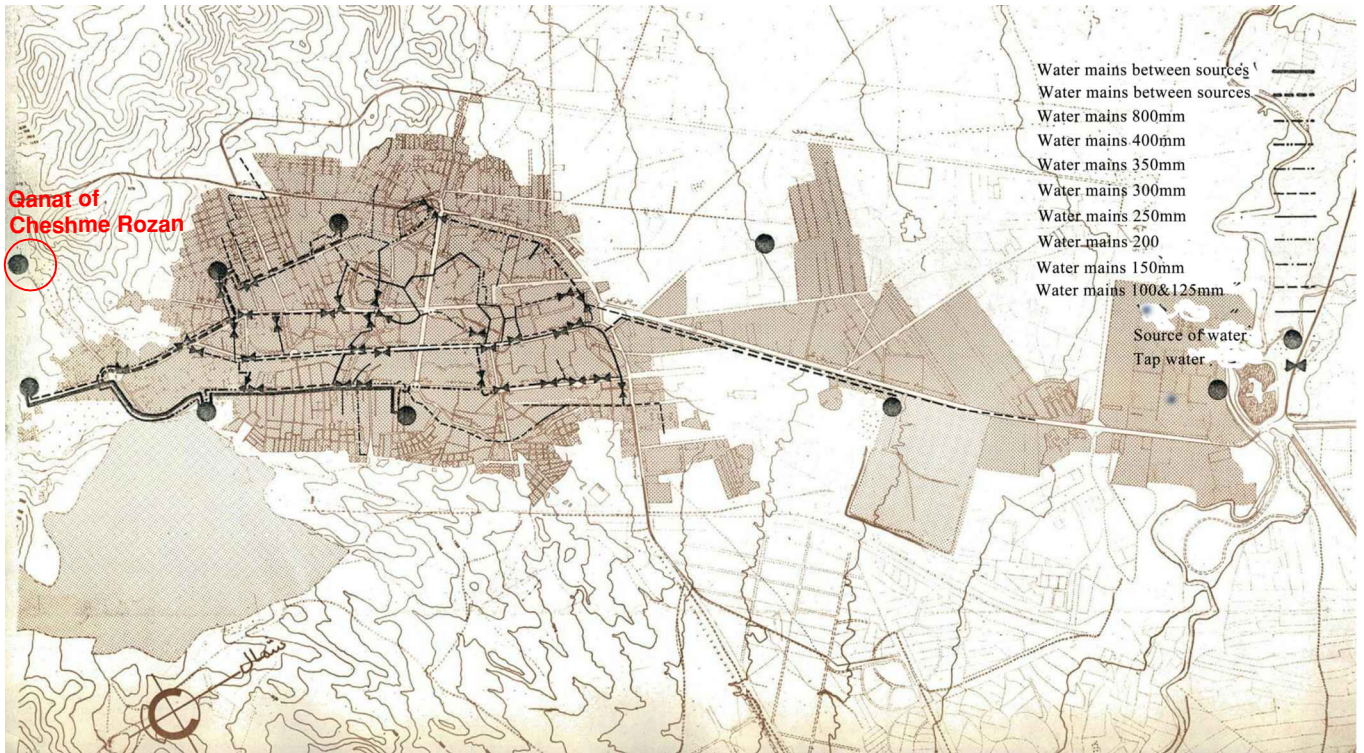 Qanat of
Cheshme Rozan
Water mains between sources
Water mains between sources
Water mains 800mm
Water mains 400mm
Water mains 350mm
Water mains 300mm
Water mains 250mm
Water mains 200
Water mains 150mm
Water mains 100&125mm
Source of water
Tap water
شمال